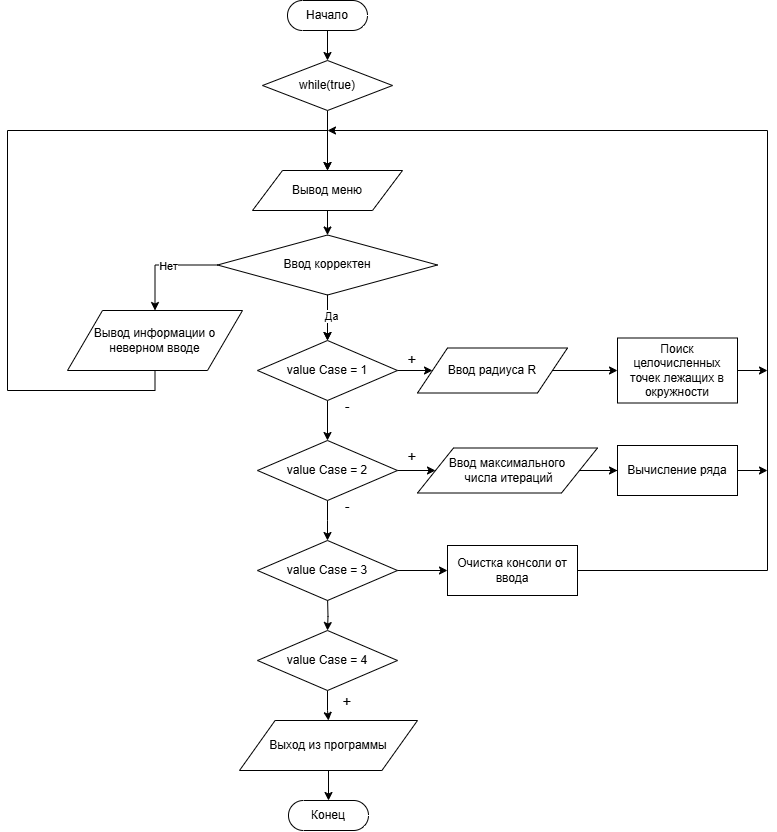 Начало
while(true)
Вывод меню
Ввод корректен
Нет
Вывод информации о
неверном вводе
Да
value Case = 1
+
Ввод радиуса R
Поиск
целочисленных
точек лежащих в
окружности
-
value Case = 2
+
Ввод максимального
числа итераций
Вычисление ряда
-
value Case = 3
Очистка консоли от
ввода
value Case = 4
+
Выход из программы
Конец